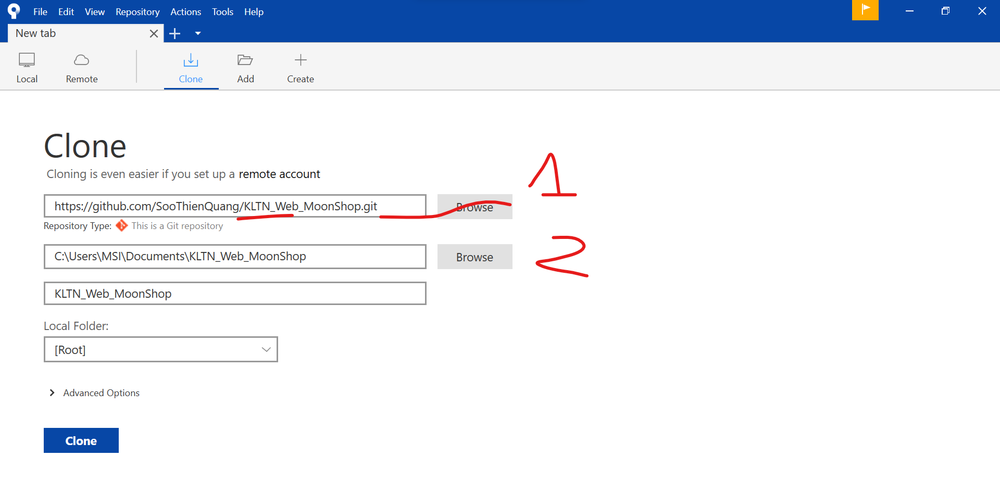 File Edit View Repository Actions Tools Help
New tab
Local Remote Clone Add Create
Clone
Cloning is even easier if you set up a remote account
1
https://github.com/SooThienQuang/KLTN_Web_MoonShop.git Browse
Repository Type: This is a Git repository
2
C:\Users\MSI\Documents\KLTN_Web_MoonShop Browse
KLTN_Web_MoonShop
Local Folder:
[Root]
Advanced Options
Clone